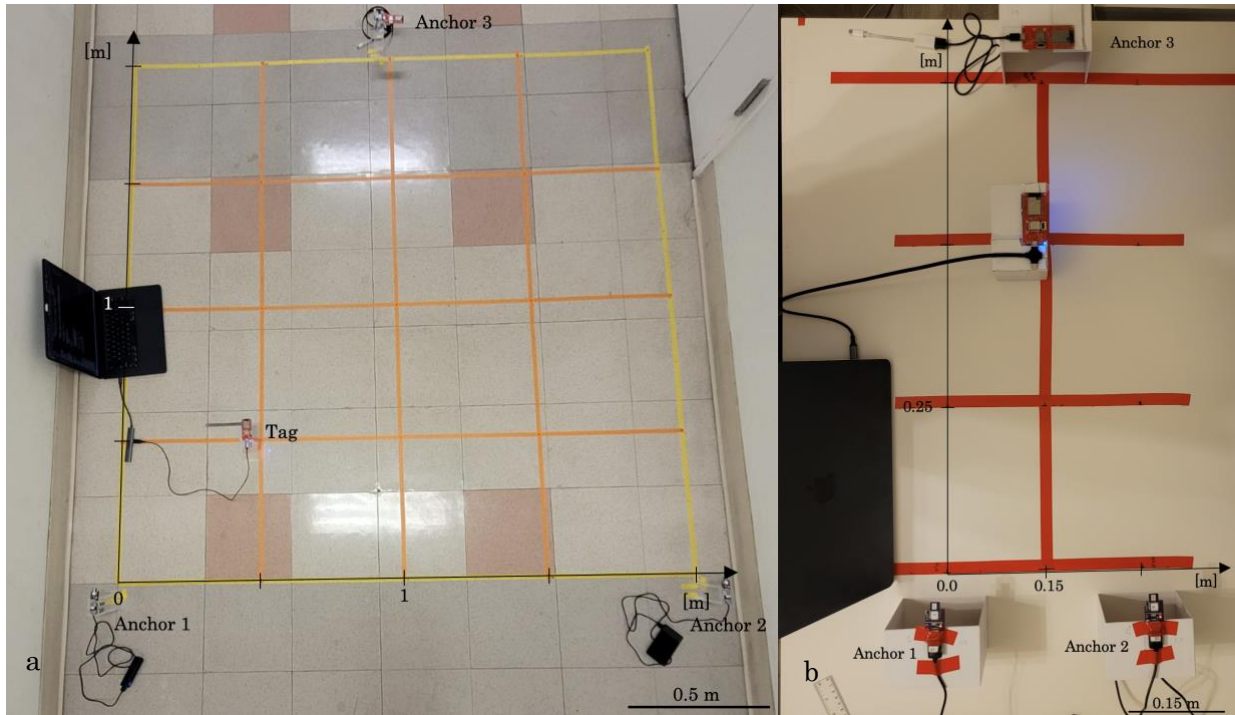 [m]
Anchor 3
1
Tag
0
1
[m]
Anchor 1
Anchor 2
0.5 m
a
[m]
Anchor 3
0.25
0.0
0.15
[m]
Anchor 1
Anchor 2
0.15 m
b